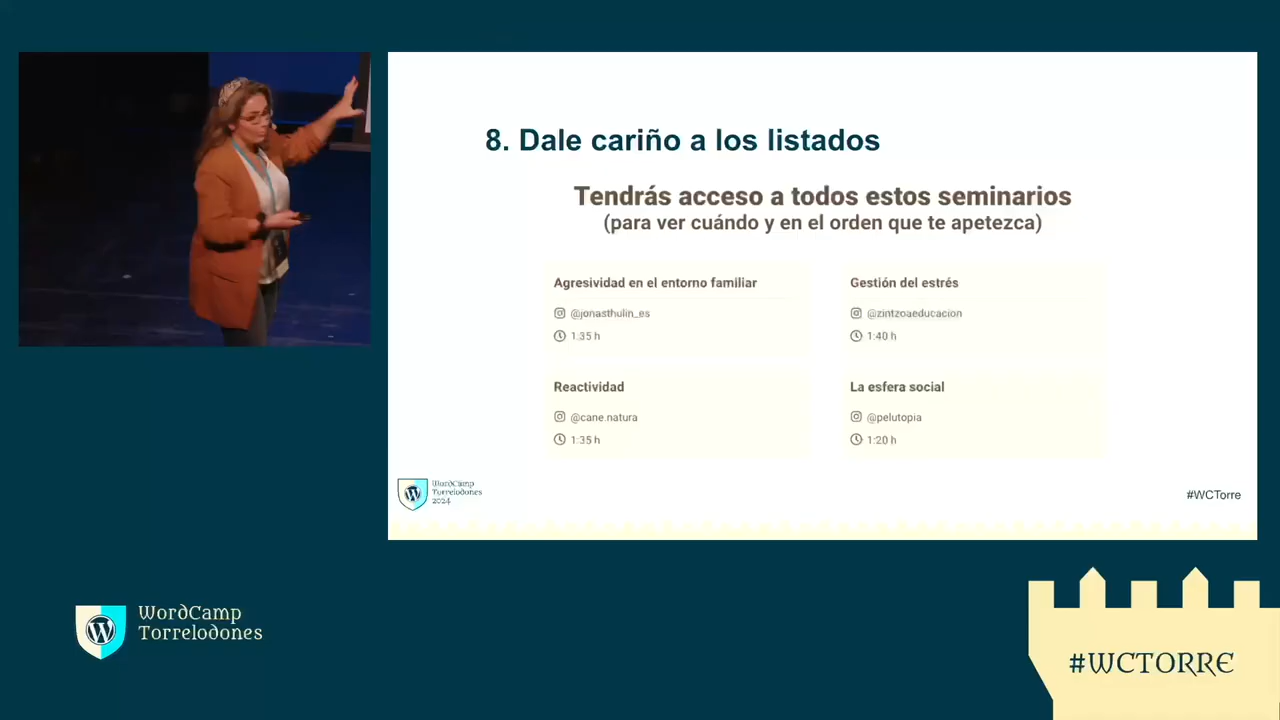 8. Dale cariño a los listados
Tendrás acceso a todos estos seminarios
(para ver cuándo y en el orden que te apetezca)
Agresividad en el entorno familiar
@jonasthulin_es
1:35 h
Gestión del estrés
@zintzoaeducacion
1:40 h
Reactividad
@cane.natura
1:35 h
La esfera social
@pelutopia
1:20 h
WordCamp
Torrelodones
2024
#WCTorre
WordCamp
Torrelodones
#WCTORRE